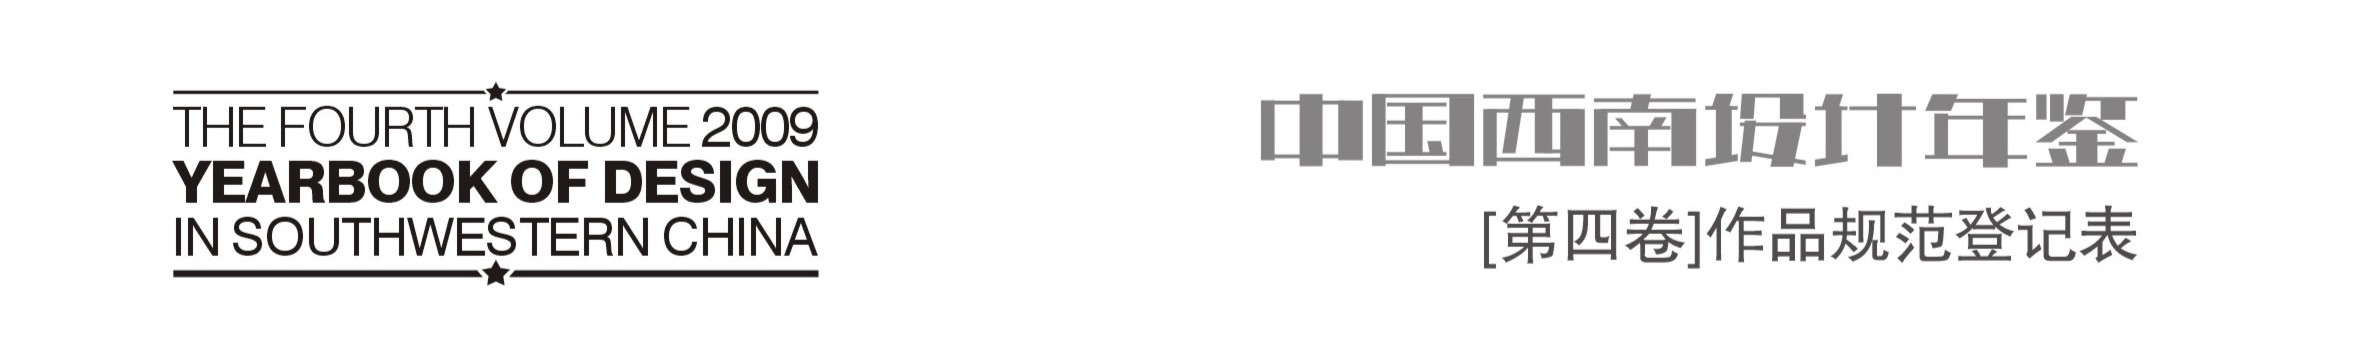 THE FOURTH VOLUME 2009
YEARBOOK OF DESIGN
IN SOUTHWESTERN CHINA
中国西南设计年鉴
[第四卷]作品规范登记表